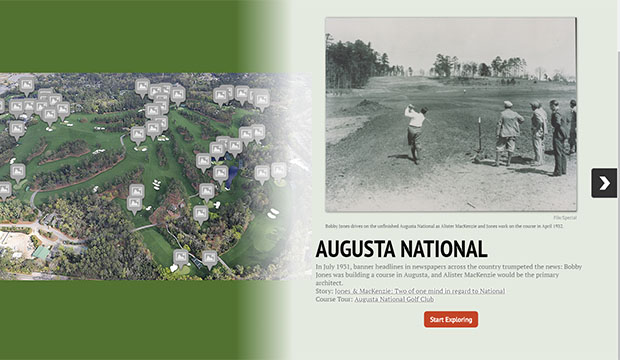 File/Special
Bobby Jones drives on the unfinished Augusta National as Alister MacKenzie and Jones work on the course in April 1932.
AUGUSTA NATIONAL
In July 1931, banner headlines in newspapers across the country trumpeted the news: Bobby
Jones was building a course in Augusta, and Alister MacKenzie would be the primary
architect.
Story: Jones & MacKenzie: Two of one mind in regard to National
Course Tour: Augusta National Golf Club
Start Exploring